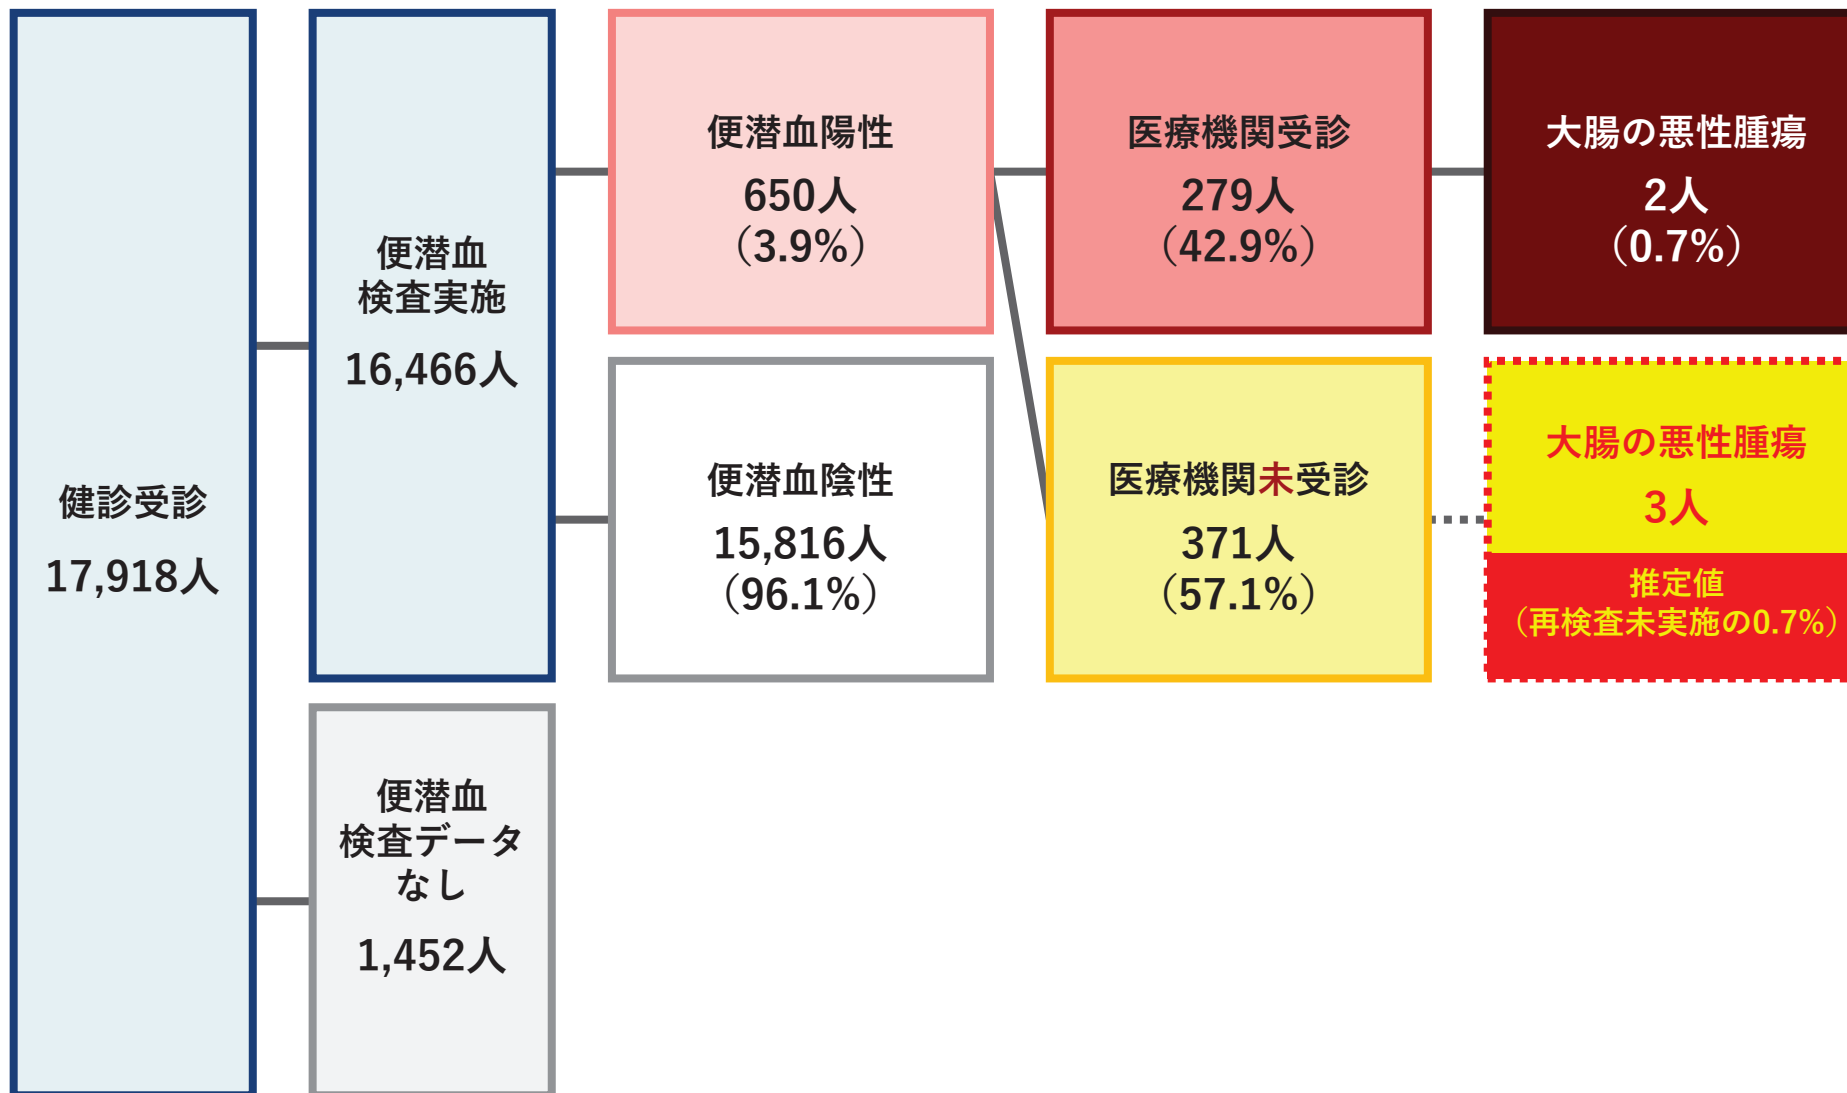 健診受診
17,918人
便潜血
検査実施
16,466人
便潜血
検査データ
なし
1,452人
便潜血陽性
650人
（3.9%）
便潜血陰性
15,816人
（96.1%）
医療機関受診
279人
（42.9%）
医療機関未受診
371人
（57.1%）
大腸の悪性腫瘍
2人
（0.7%）
大腸の悪性腫瘍
3人
推定値
（再検査未実施の0.7%）